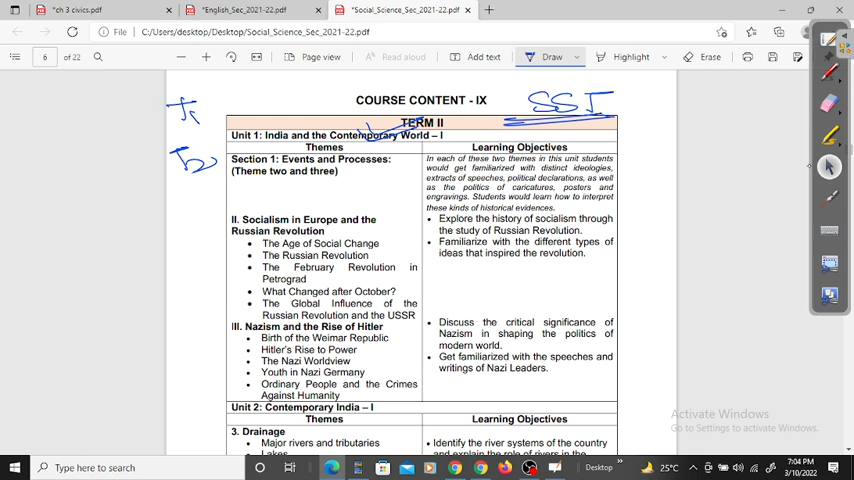 *ch 3 civics.pdf
*English_Sec_2021-22.pdf
*Social_Science_Sec_2021-22.pdf
File
C:/Users/desktop/Desktop/Social_Science_Sec_2021-22.pdf
6 of 22
Page view
Read aloud
Add text
Draw
Highlight
Erase
COURSE CONTENT - IX
SSI
TERM II
Unit 1: India and the Contemporary World – I
Themes
Learning Objectives
Section 1: Events and Processes:
(Theme two and three)
In each of these two themes in this unit students
would get familiarized with distinct ideologies,
extracts of speeches, political declarations, as well
as the politics of caricatures, posters and
engravings. Students would learn how to interpret
these kinds of historical evidences.
II. Socialism in Europe and the
Russian Revolution
• The Age of Social Change
• The Russian Revolution
• The February Revolution in
Petrograd
• What Changed after October?
• The Global Influence of the
Russian Revolution and the USSR
• Explore the history of socialism through
the study of Russian Revolution.
• Familiarize with the different types of
ideas that inspired the revolution.
III. Nazism and the Rise of Hitler
• Birth of the Weimar Republic
• Hitler's Rise to Power
• The Nazi Worldview
• Youth in Nazi Germany
• Ordinary People and the Crimes
Against Humanity
• Discuss the critical significance of
Nazism in shaping the politics of
modern world.
• Get familiarized with the speeches and
writings of Nazi Leaders.
Unit 2: Contemporary India – I
Themes
Learning Objectives
3. Drainage
• Major rivers and tributaries
• Lakes
• Identify the river systems of the country
and explain the role of rivers in the
Activate Windows
Go to Settings to activate Windows.
Type here to search
Desktop
25°C
7:04 PM
3/10/2022